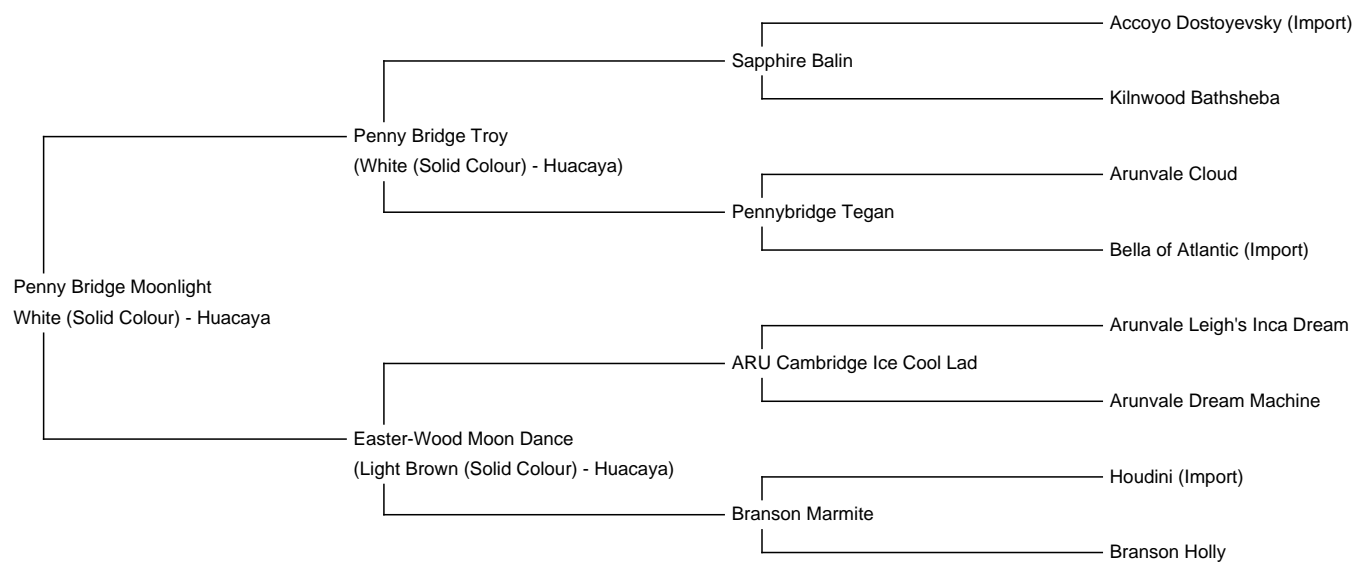 Accoyo Dostoyevsky (Import)
Sapphire Balin
Kilnwood Bathsheba
Penny Bridge Troy
(White (Solid Colour) - Huacaya)
Arunvale Cloud
Pennybridge Tegan
Bella of Atlantic (Import)
Penny Bridge Moonlight
White (Solid Colour) - Huacaya
Arunvale Leigh's Inca Dream
ARU Cambridge Ice Cool Lad
Arunvale Dream Machine
Easter-Wood Moon Dance
(Light Brown (Solid Colour) - Huacaya)
Houdini (Import)
Branson Marmite
Branson Holly